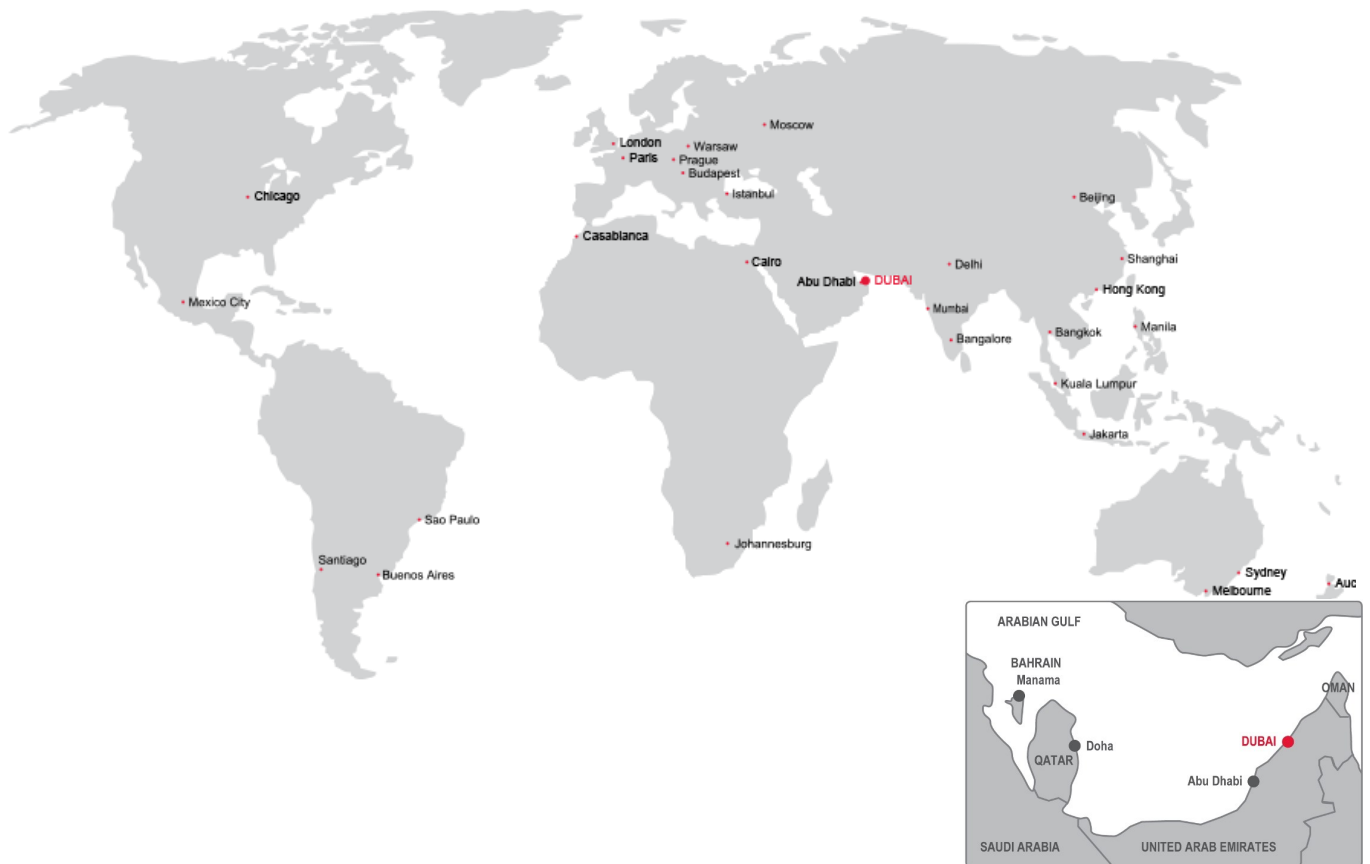 Moscow
London
Warsaw
Paris
Prague
Budapest
Istanbul
Chicago
Beijing
Casablanca
Cairo
Delhi
Shanghai
Abu Dhabi
DUBAI
Hong Kong
Mexico City
Mumbai
Manila
Bangkok
Bangalore
Kuala Lumpur
Jakarta
Sao Paulo
Johannesburg
Santiago
Buenos Aires
Sydney
Auc
Melbourne
ARABIAN GULF
BAHRAIN
Manama
OMAN
DUBAI
Doha
QATAR
Abu Dhabi
SAUDI ARABIA
UNITED ARAB EMIRATES